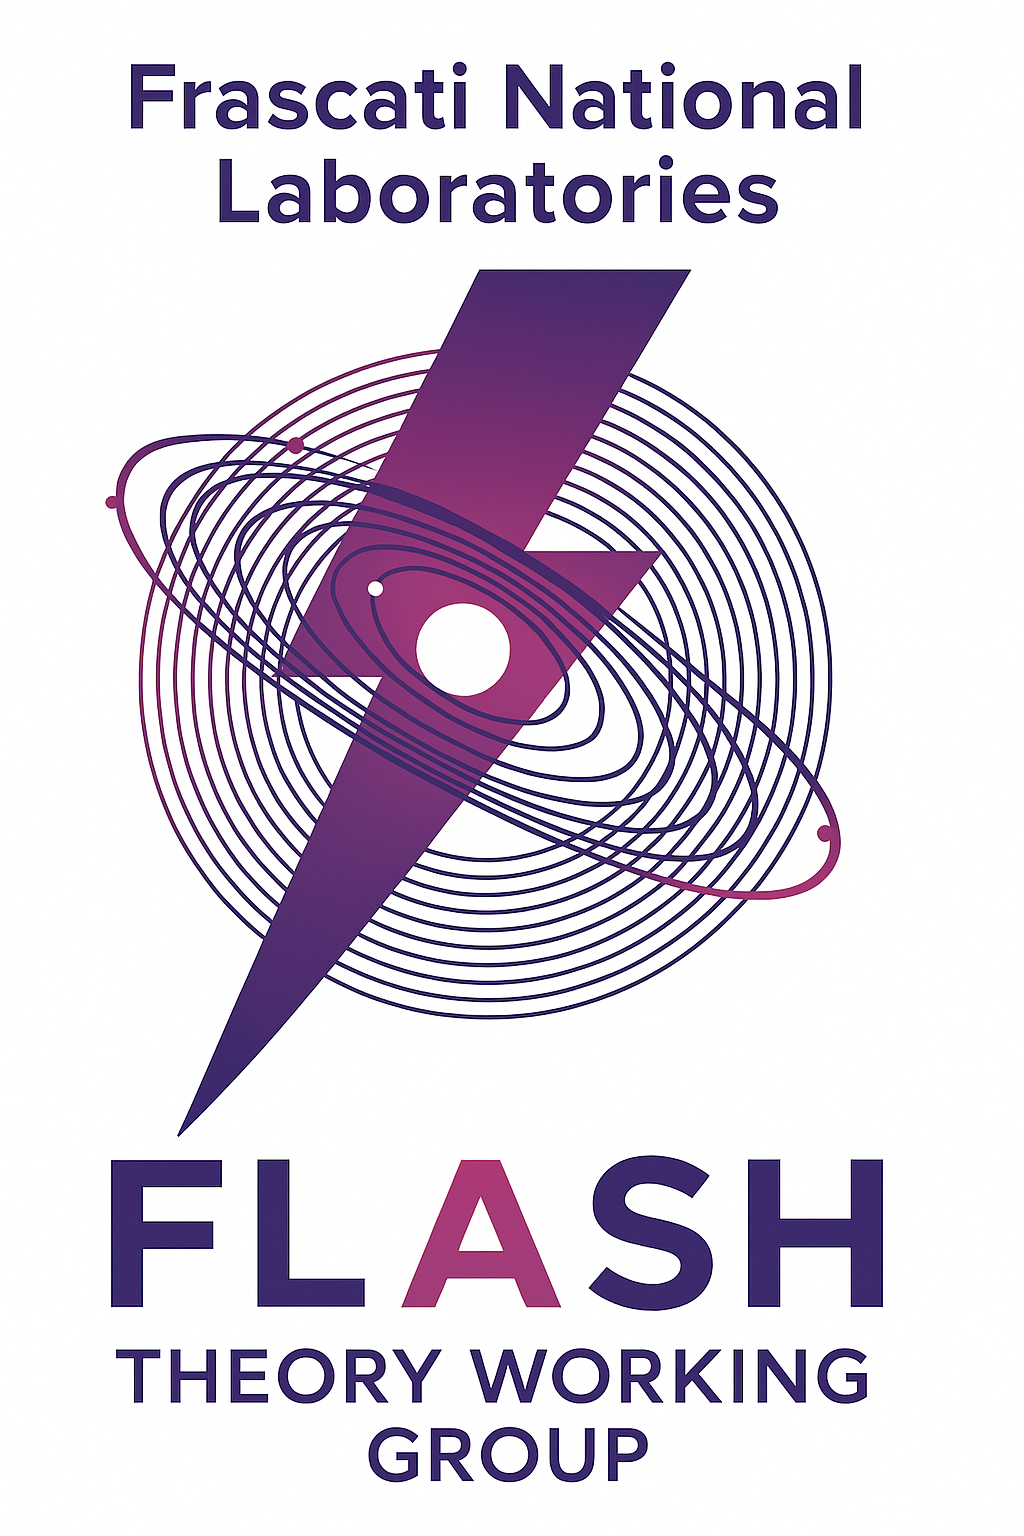 Frascati National
Laboratories
FLASH
THEORY WORKING
GROUP